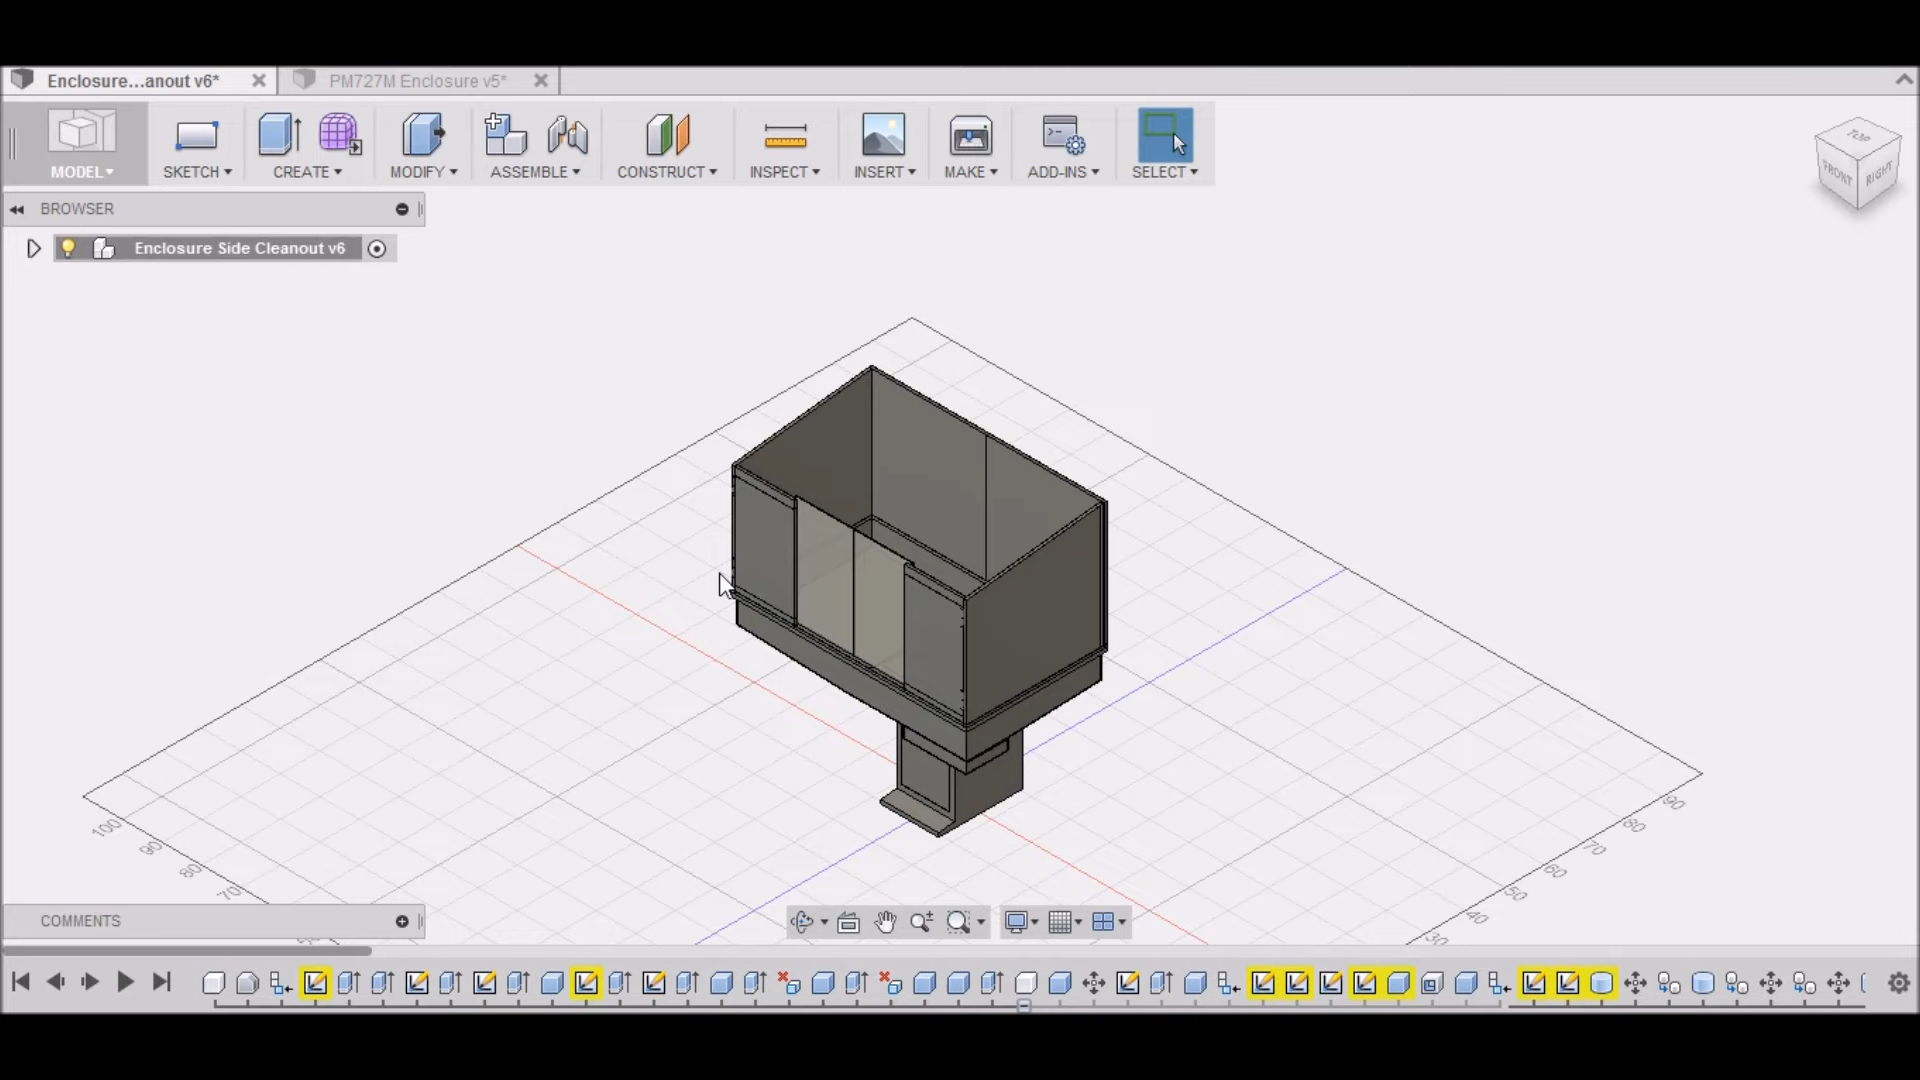 Enclosure...anout v6*
PM727M Enclosure v5*
MODEL
SKETCH
CREATE
MODIFY
ASSEMBLE
CONSTRUCT
INSPECT
INSERT
MAKE
ADD-INS
SELECT
TOP
FRONT
RIGHT
BROWSER
Enclosure Side Cleanout v6
100
90
80
70
90
80
70
60
50
40
30
COMMENTS